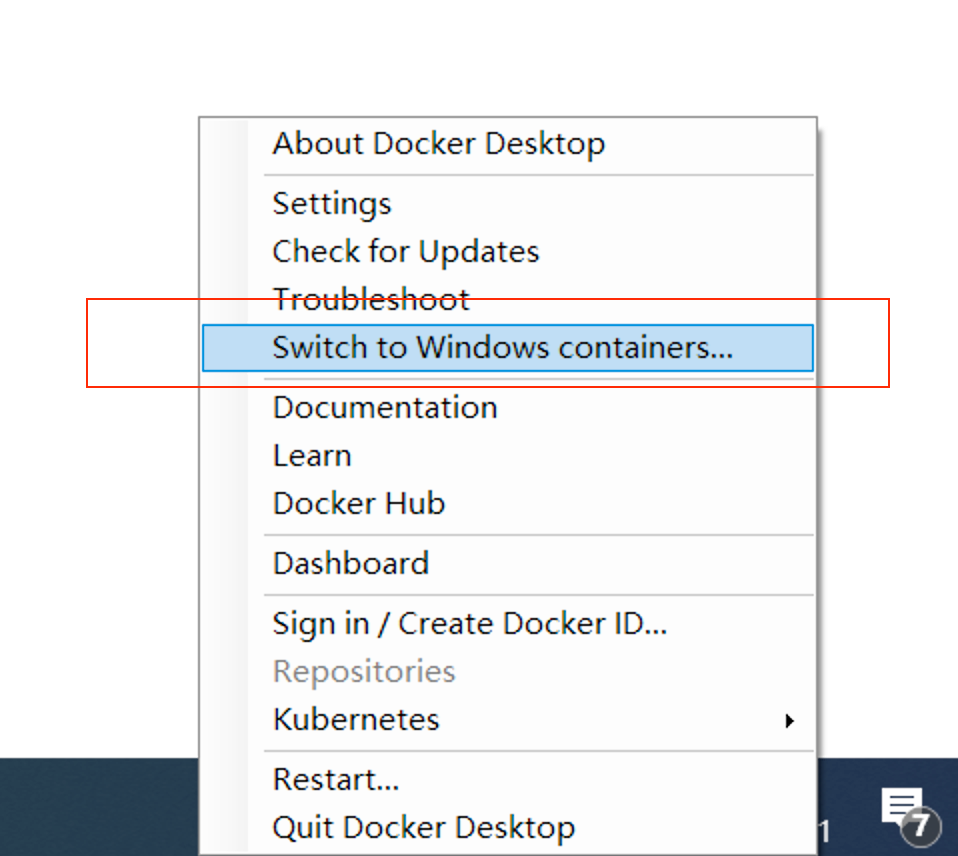 About Docker Desktop
Settings
Check for Updates
Troubleshoot
Switch to Windows containers...
Documentation
Learn
Docker Hub
Dashboard
Sign in / Create Docker ID...
Repositories
Kubernetes
Restart...
Quit Docker Desktop
1
7